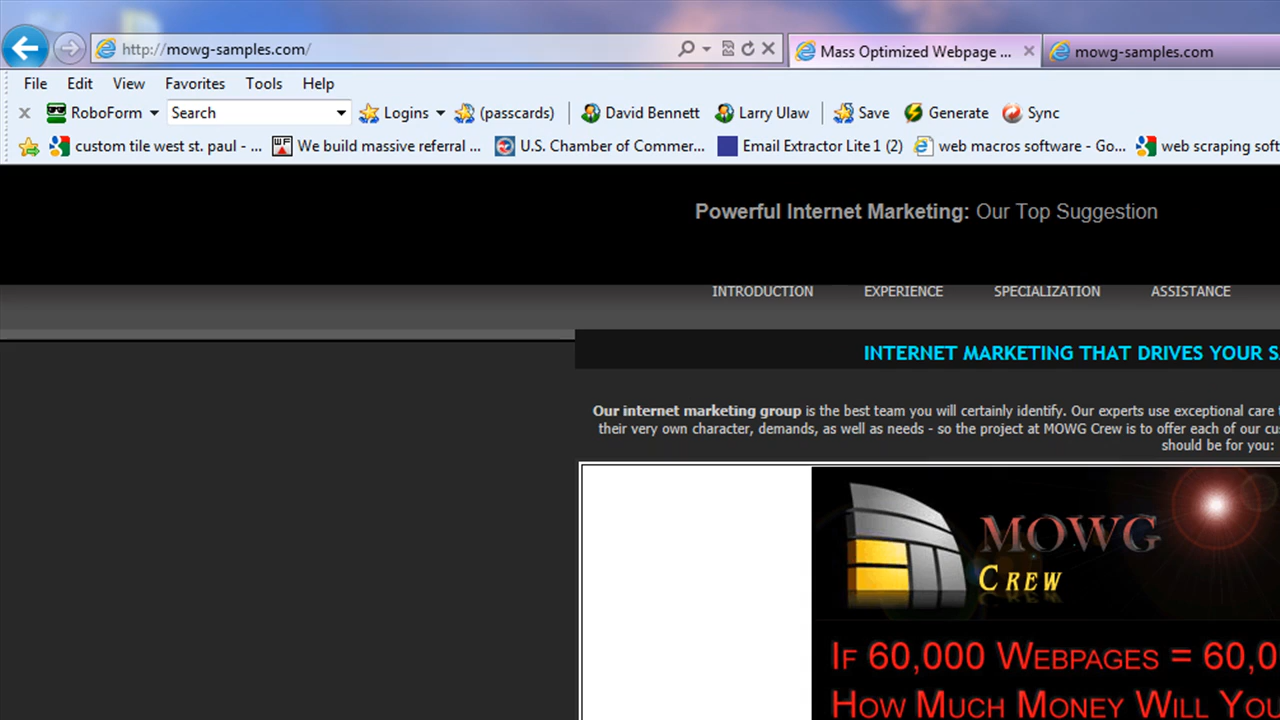 http://mowg-samples.com/
Mass Optimized Webpage ...
mowg-samples.com
File Edit View Favorites Tools Help
RoboForm Search Logins (passcards) David Bennett Larry Ulaw Save Generate Sync
custom tile west st. paul - ... We build massive referral ... U.S. Chamber of Commer... Email Extractor Lite 1 (2) web macros software - Go... web scraping soft
Powerful Internet Marketing: Our Top Suggestion
INTRODUCTION EXPERIENCE SPECIALIZATION ASSISTANCE
INTERNET MARKETING THAT DRIVES YOUR S
Our internet marketing group is the best team you will certainly identify. Our experts use exceptional care
their very own character, demands, as well as needs - so the project at MOWG Crew is to offer each of our cu
should be for you:
MOWG
CREW
IF 60,000 WEBPAGES = 60,0
HOW MUCH MONEY WILL YOU